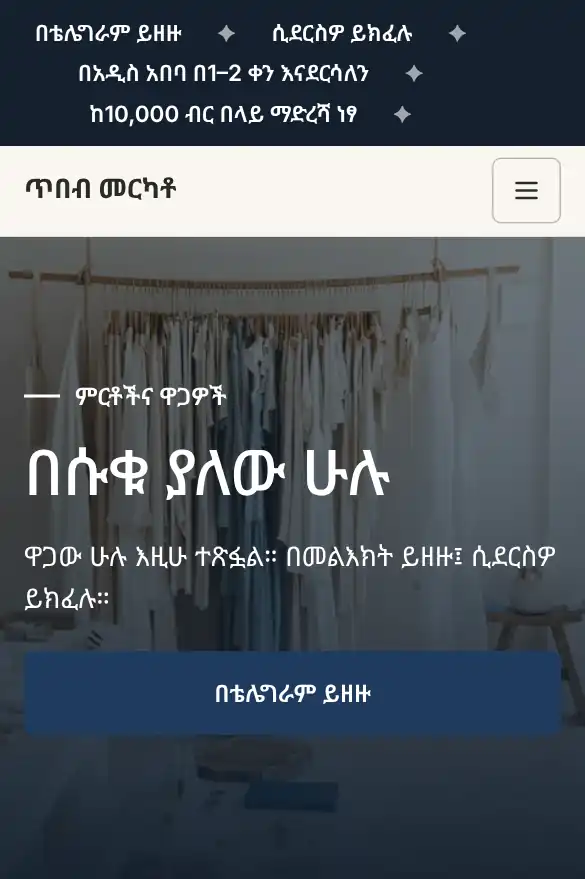 በቴሌግራም ይዘዙ ✦ ሲደርስዎ ይክፈሉ ✦
በአዲስ አበባ በ1–2 ቀን እናደርሳለን ✦
ከ10,000 ብር በላይ ማድረሻ ነፃ ✦
ጥበብ መርካቶ
ምርቶችና ዋጋዎች
በሱቁ ያለው ሁሉ
ዋጋው ሁሉ እዚሁ ተጽፏል። በመልእክት ይዘዙ፤ ሲደርስዎ
ይክፈሉ።
በቴሌግራም ይዘዙ